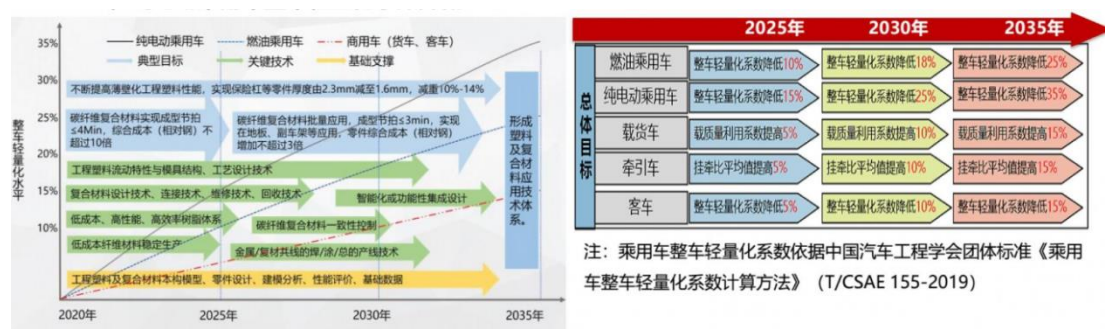 35%
30%
25%
20%
15%
10%
整车轻量化水平
纯电动乘用车
燃油乘用车
商用车（货车、客车）
典型目标
关键技术
基础支撑
不断提高薄壁化工程塑料性能，实现保险杠等零件厚度由2.3mm减至1.6mm，减重10%-14%
碳纤维复合材料实现成型节拍
≤4Min，综合成本（相对钢）不
超过10倍
碳纤维复合材料批量应用，成型节拍≤3min，实现
在地板、副车架等应用，零件综合成本（相对钢）
增加不超过3倍
工程塑料流动特性与模具结构、工艺设计技术
复合材料设计技术、连接技术、维修技术、回收技术
智能化或功能性集成设计
低成本、高性能、高效率树脂体系
碳纤维复合材料一致性控制
低成本纤维材料稳定生产
金属/复材共线的焊/涂/总的产线技术
工程塑料及复合材料本构模型、零件设计、建模分析、性能评价、基础数据
形成
塑料
及复
合材
料应
用技
术体
系。
2020年
2025年
2030年
2035年
2025年
2030年
2035年
总体目标
燃油乘用车
整车轻量化系数降低10%
整车轻量化系数降低18%
整车轻量化系数降低25%
纯电动乘用车
整车轻量化系数降低15%
整车轻量化系数降低25%
整车轻量化系数降低35%
载货车
载质量利用系数提高5%
载质量利用系数提高10%
载质量利用系数提高15%
牵引车
挂牵比平均值提高5%
挂牵比平均值提高10%
挂牵比平均值提高15%
客车
整车轻量化系数降低5%
整车轻量化系数降低10%
整车轻量化系数降低15%
注：乘用车整车轻量化系数依据中国汽车工程学会团体标准《乘用
车整车轻量化系数计算方法》（T/CSAE 155-2019）